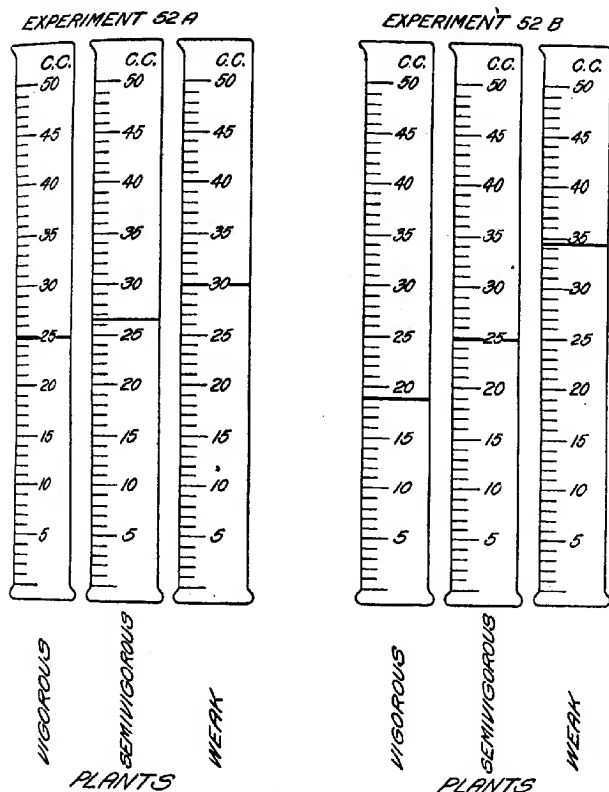 EXPERIMENT 52 A
EXPERIMENT 52 B
C.C. C.C. C.C. C.C. C.C. C.C.
50 50 50 50 50 50
45 45 45 45 45 45
40 40 40 40 40 40
35 35 35 35 35 35
30 30 30 30 30 30
25 25 25 25 25 25
20 20 20 20 20 20
15 15 15 15 15 15
10 10 10 10 10 10
5 5 5 5 5 5
VIGOROUS
SEMIVIGOROUS
WEAK
VIGOROUS
SEMIVIGOROUS
WEAK
PLANTS
PLANTS